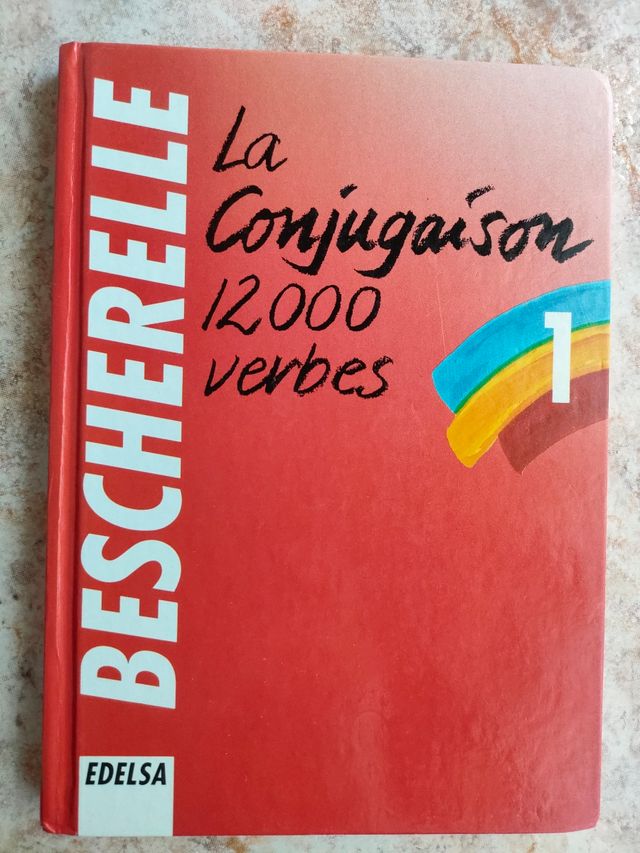 BESCHERELLE
La
Conjugaison
12000
verbes
1
EDELSA